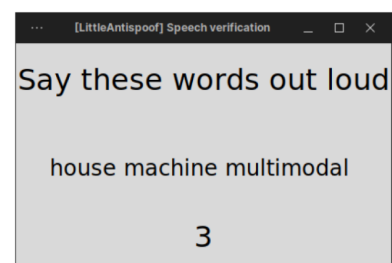 [LittleAntispoof] Speech verification
Say these words out loud
house machine multimodal
3